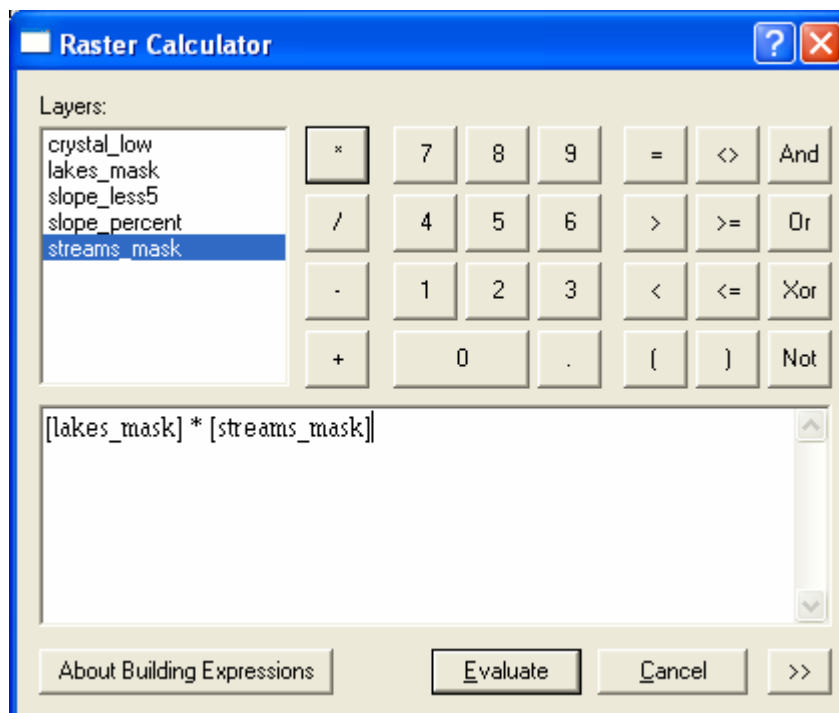 Raster Calculator
Layers:
crystal_low
lakes_mask
slope_less5
slope_percent
streams_mask
* 7 8 9 = <> And
/ 4 5 6 > >= Or
- 1 2 3 < <= Xor
+ 0 . ( ) Not
[lakes_mask] * [streams_mask]
About Building Expressions Evaluate Cancel >>